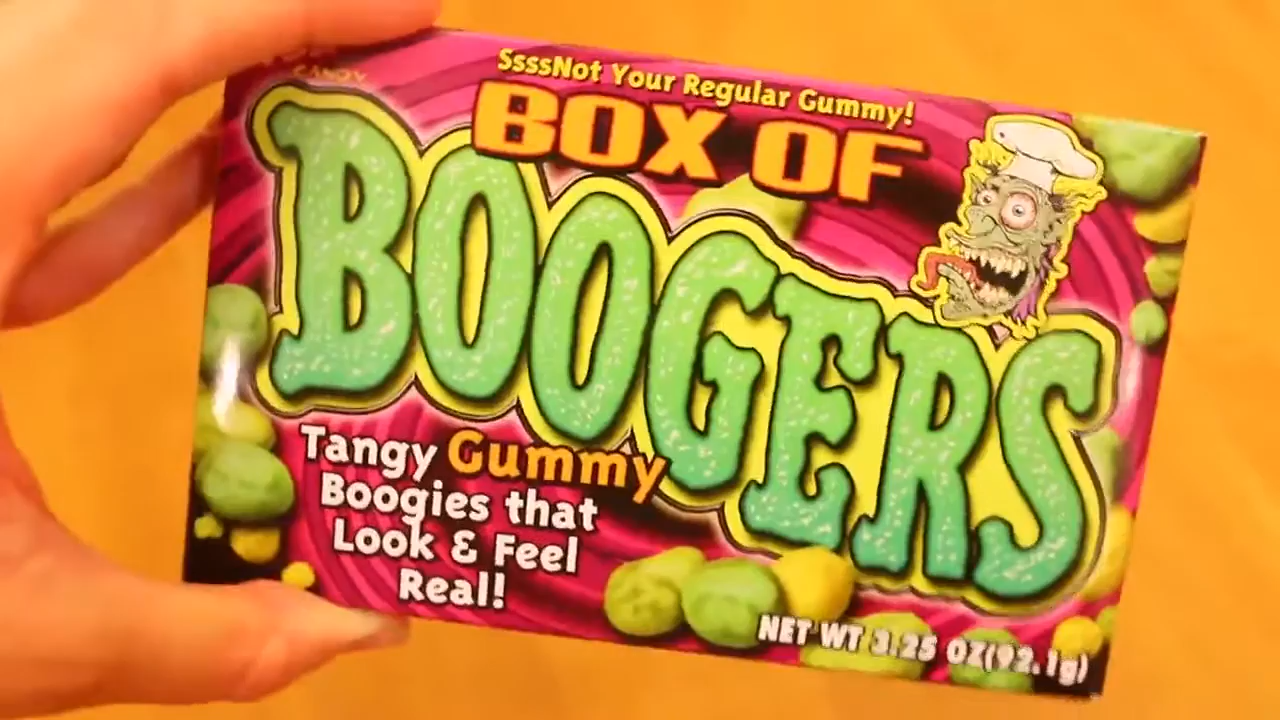 CANDY
SsssNot Your Regular Gummy!
BOX OF
BOOGERS
Tangy Gummy
Boogies that
Look & Feel
Real!
NET WT 3.25 OZ(92.1g)